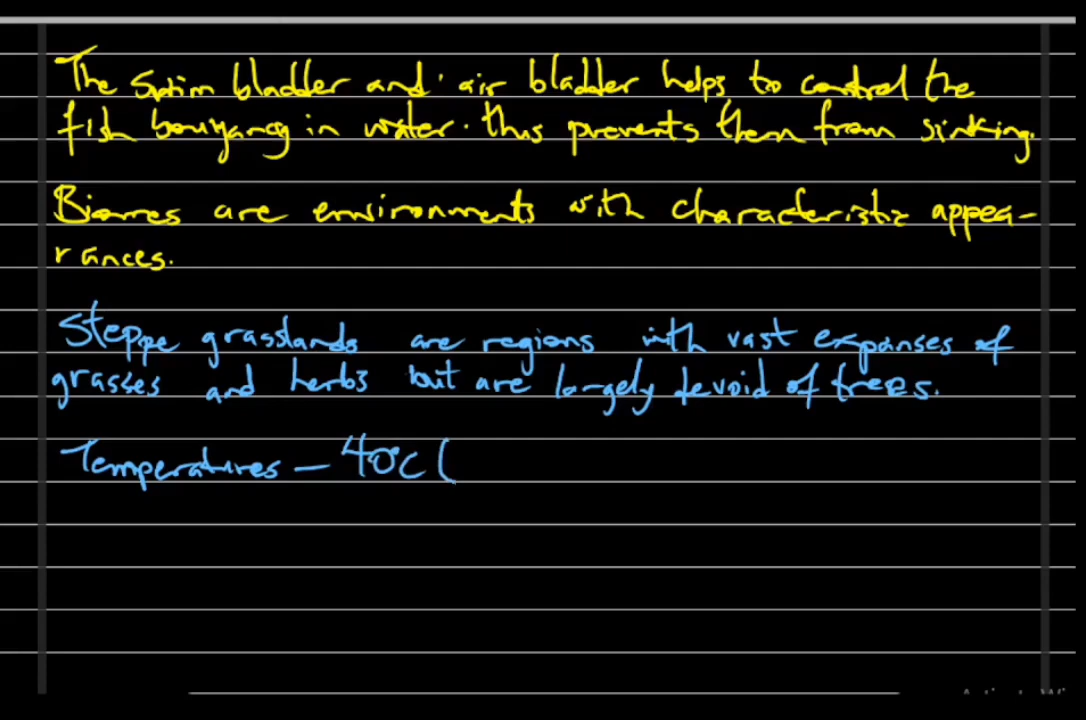 The swim bladder and air bladder helps to control the
fish bouyancy in water. thus prevents them from sinking.
Biomes are environments with characteristic appea-
rances.
Steppe grasslands are regions with vast expanses of
grasses and herbs but are largely devoid of trees.
Temperatures - 40°C (